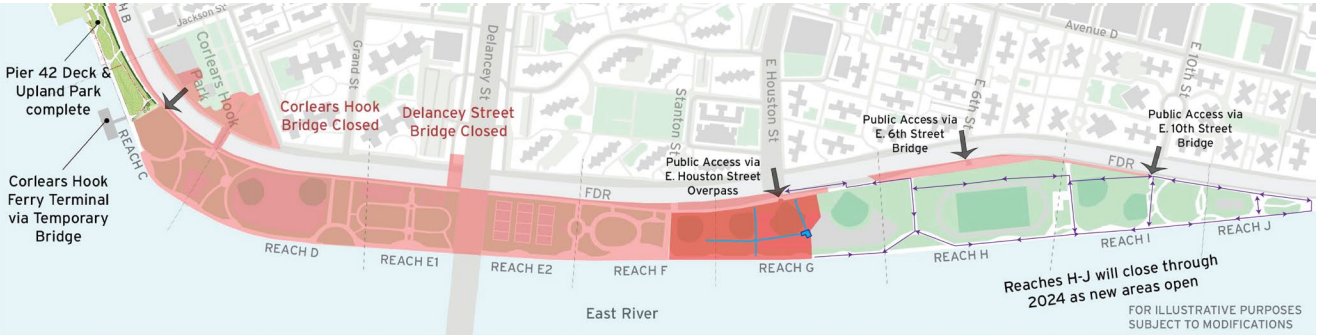 H B
Jackson St
Pier 42 Deck &
Upland Park
complete
Corlears Hook
Park
Grand St
Delancey St
Corlears Hook
Bridge Closed
Delancey Street
Bridge Closed
Stanton St
E Houston St
Avenue D
E 6th St
E 10th St
Public Access via
E. Houston Street
Overpass
Public Access via
E. 6th Street
Bridge
Public Access via
E. 10th Street
Bridge
FDR
FDR
REACH C
Corlears Hook
Ferry Terminal
via Temporary
Bridge
REACH D
REACH E1
REACH E2
REACH F
REACH G
REACH H
REACH I
REACH J
Reaches H-J will close through
2024 as new areas open
East River
FOR ILLUSTRATIVE PURPOSES
SUBJECT TO MODIFICATIONS